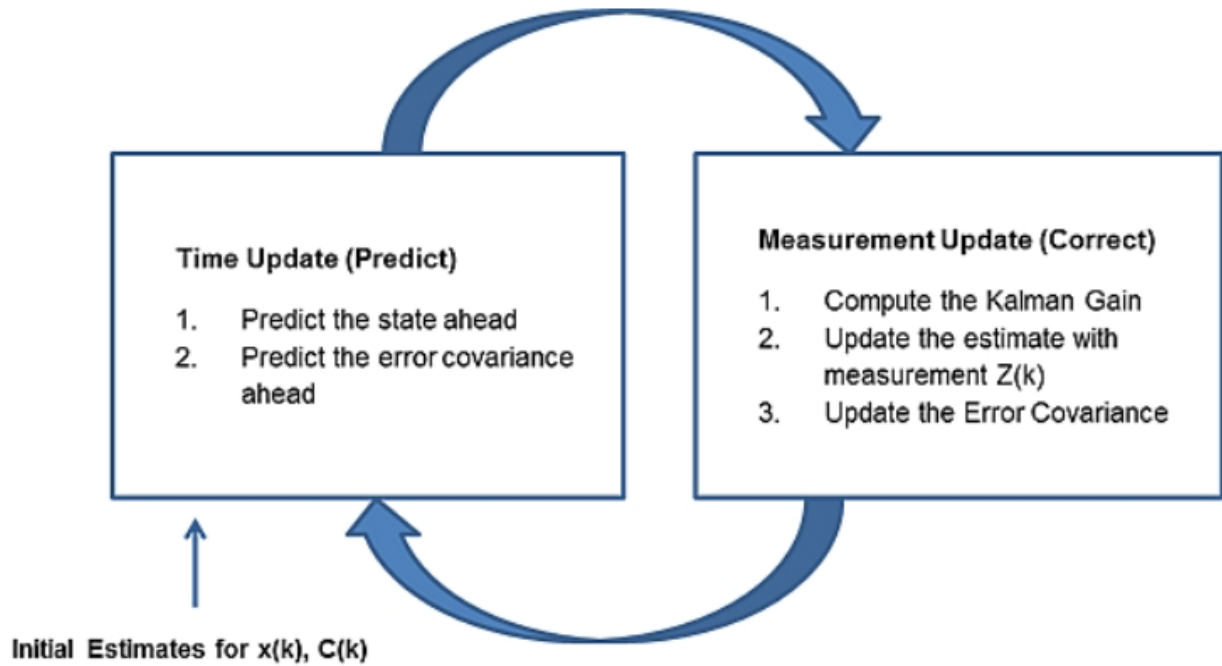 Time Update (Predict)
1. Predict the state ahead
2. Predict the error covariance
ahead
Measurement Update (Correct)
1. Compute the Kalman Gain
2. Update the estimate with
measurement Z(k)
3. Update the Error Covariance
Initial Estimates for x(k), C(k)